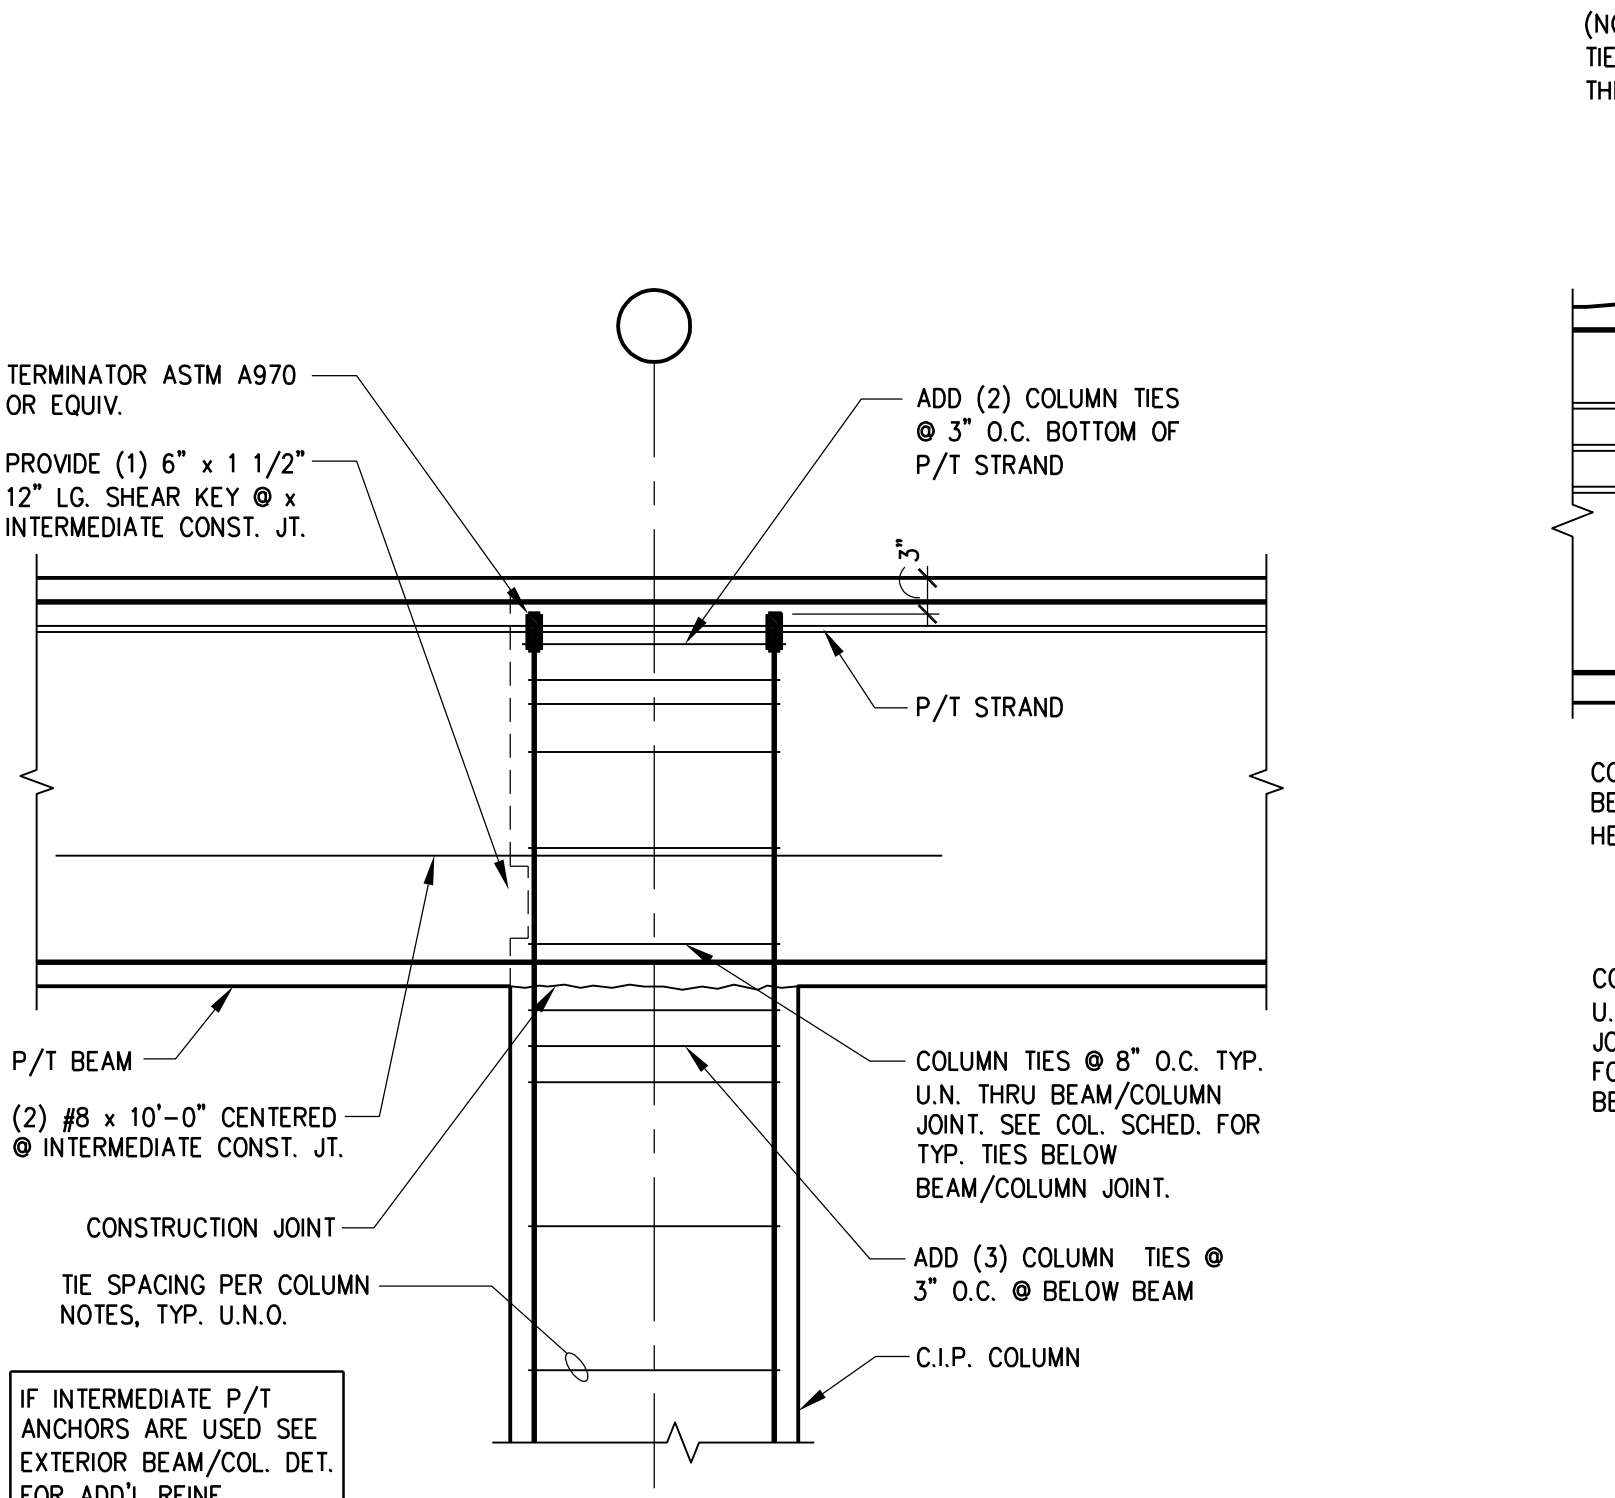 TERMINATOR ASTM A970
OR EQUIV.
PROVIDE (1) 6" x 1 1/2"
12" LG. SHEAR KEY @ x
INTERMEDIATE CONST. JT.
ADD (2) COLUMN TIES
@ 3" O.C. BOTTOM OF
P/T STRAND
3"
P/T STRAND
P/T BEAM
(2) #8 x 10'-0" CENTERED
@ INTERMEDIATE CONST. JT.
CONSTRUCTION JOINT
TIE SPACING PER COLUMN
NOTES, TYP. U.N.O.
COLUMN TIES @ 8" O.C. TYP.
U.N. THRU BEAM/COLUMN
JOINT. SEE COL. SCHED. FOR
TYP. TIES BELOW
BEAM/COLUMN JOINT.
ADD (3) COLUMN TIES @
3" O.C. @ BELOW BEAM
C.I.P. COLUMN
IF INTERMEDIATE P/T
ANCHORS ARE USED SEE
EXTERIOR BEAM/COL. DET.
FOR ADD'L REINF.